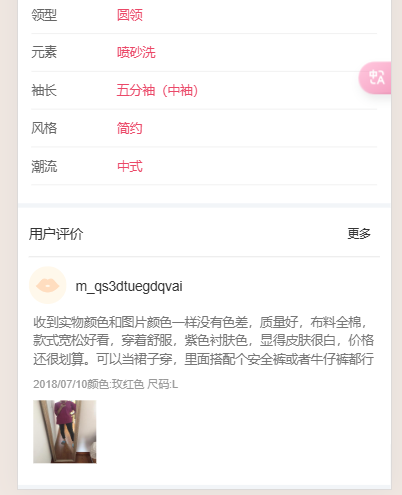 领型 圆领
元素 喷砂洗
袖长 五分袖（中袖）
风格 简约
潮流 中式
用户评价 更多
m_qs3dtuegdqvai
收到实物颜色和图片颜色一样没有色差，质量好，布料全棉，
款式宽松好看，穿着舒服，紫色衬肤色，显得皮肤很白，价格
还很划算。可以当裙子穿，里面搭配个安全裤或者牛仔裤都行
2018/07/10颜色:玫红色 尺码:L